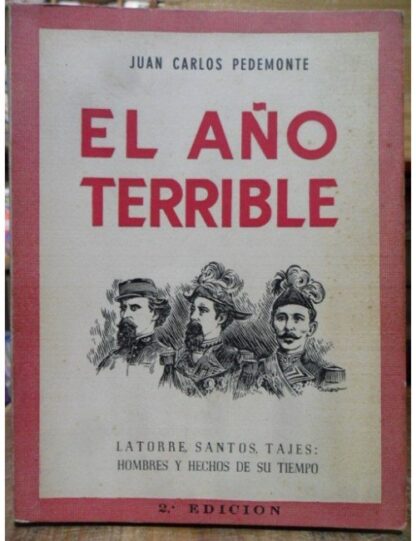 JUAN CARLOS PEDEMONTE
EL AÑO
TERRIBLE
LATORRE, SANTOS, TAJES:
HOMBRES Y HECHOS DE SU TIEMPO
2.ª EDICION